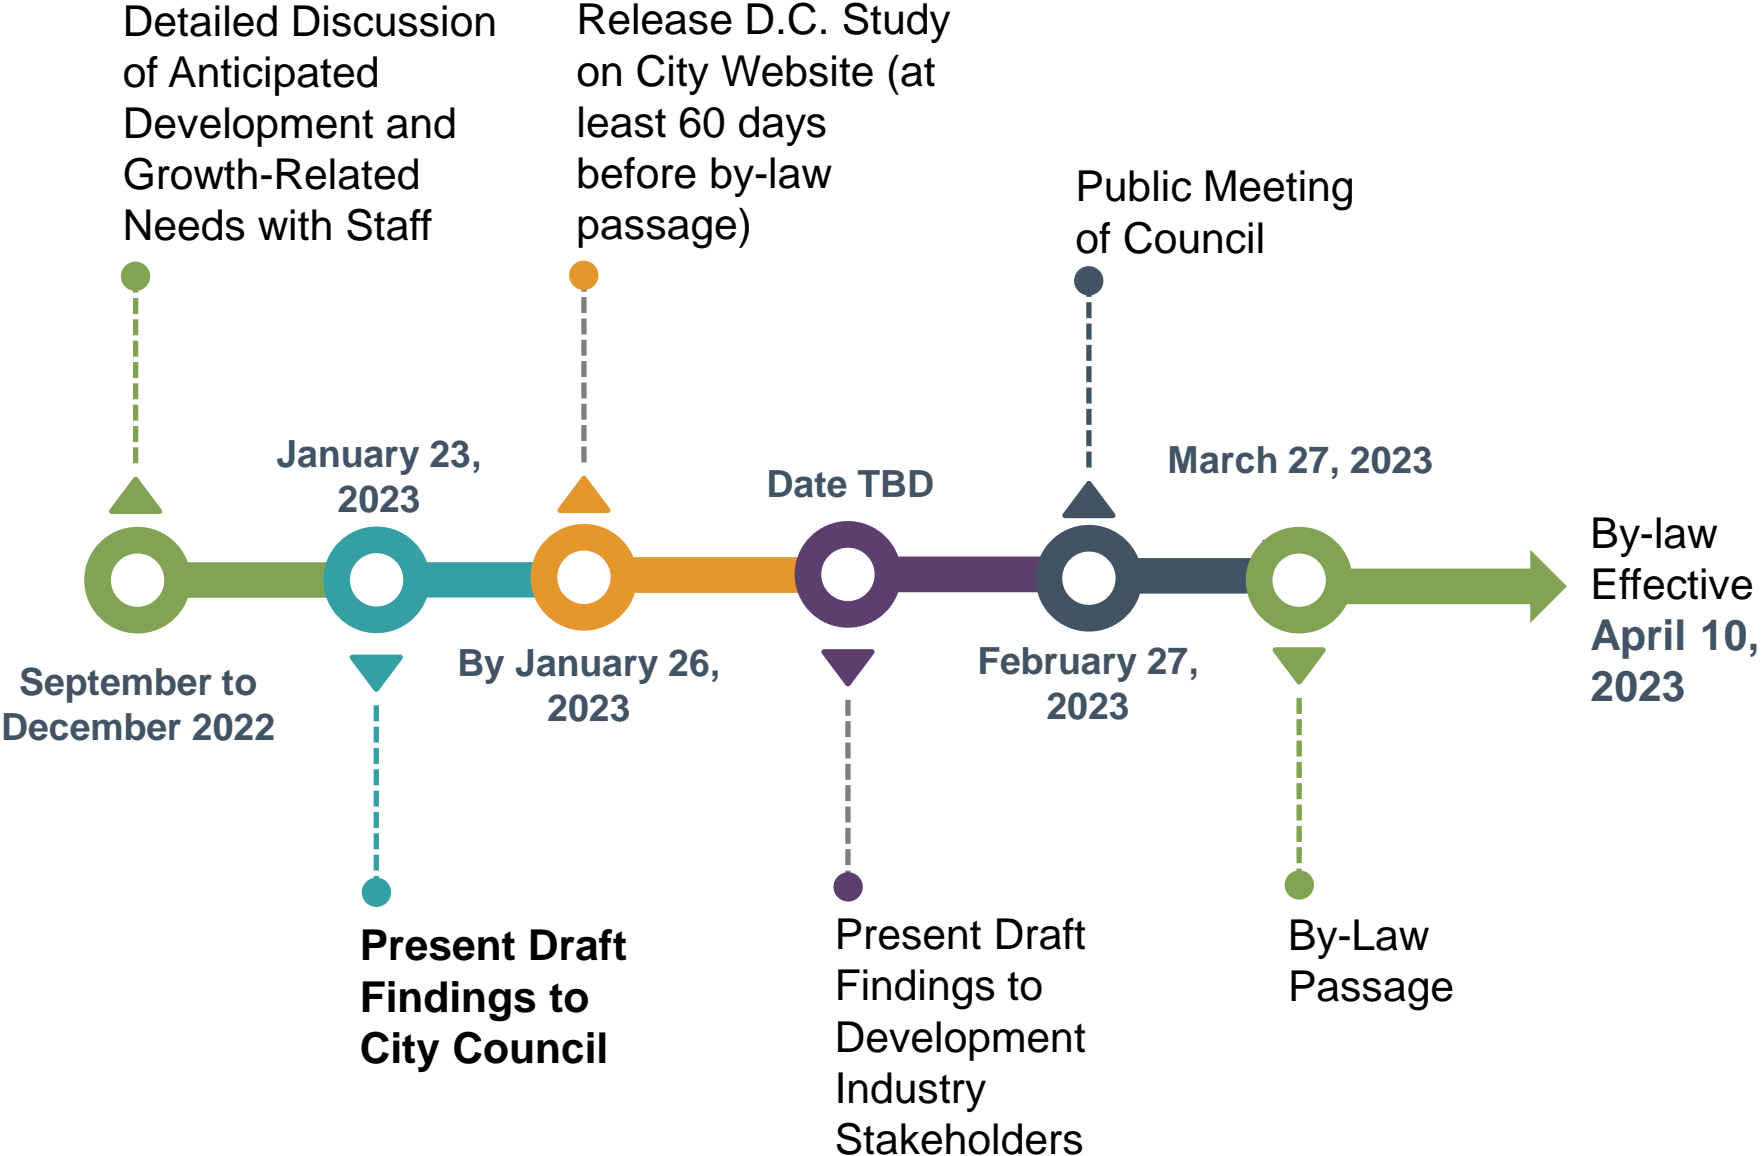 Detailed Discussion
of Anticipated
Development and
Growth-Related
Needs with Staff
Release D.C. Study
on City Website (at
least 60 days
before by-law
passage)
Public Meeting
of Council
January 23,
2023
Date TBD
March 27, 2023
September to
December 2022
By January 26,
2023
February 27,
2023
By-law
Effective
April 10,
2023
Present Draft
Findings to
City Council
Present Draft
Findings to
Development
Industry
Stakeholders
By-Law
Passage